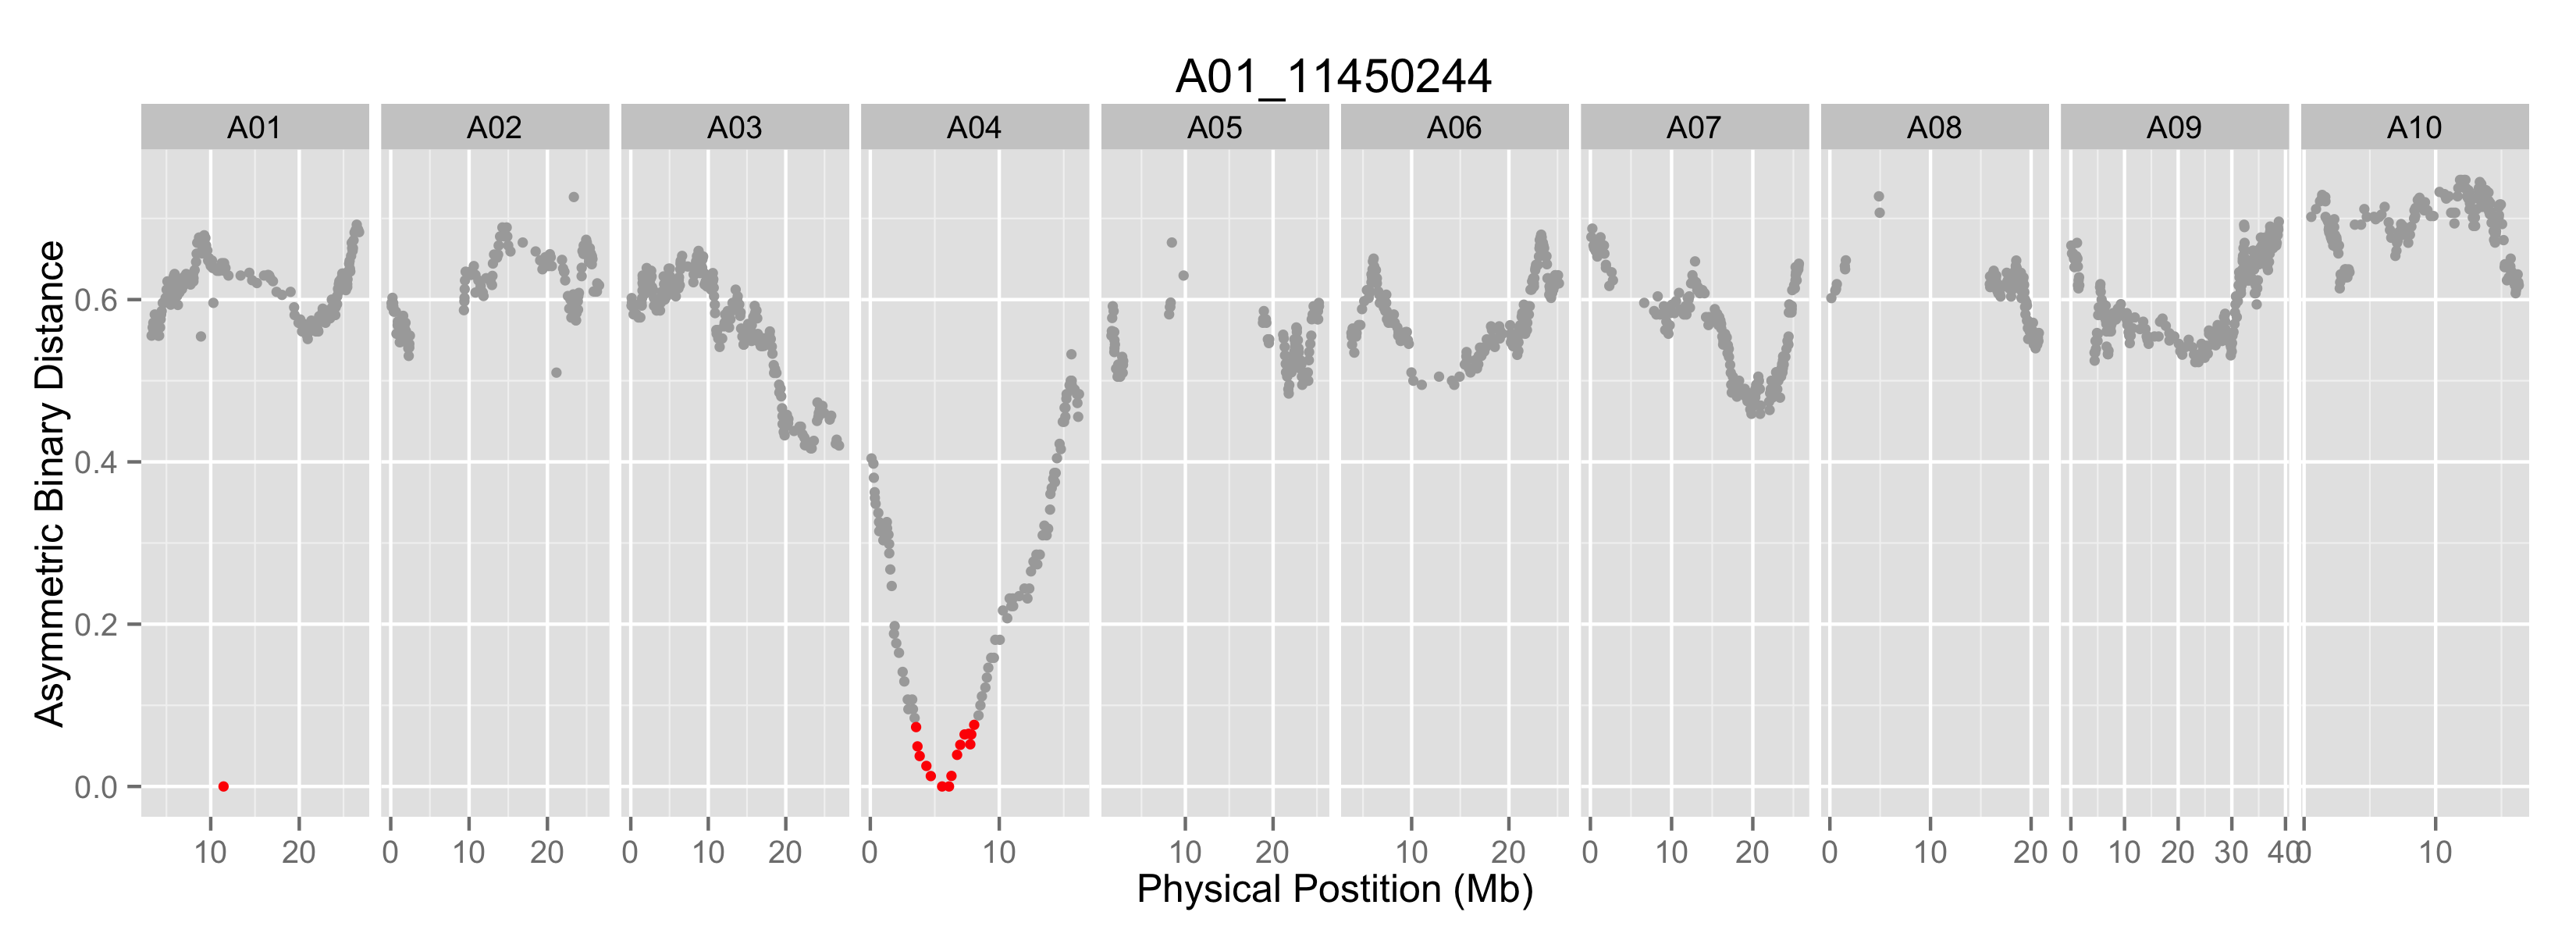 A01_11450244
A01 A02 A03 A04 A05 A06 A07 A08 A09 A10
Asymmetric Binary Distance
0.6
0.4
0.2
0.0
10 20 0 10 20 0 10 20 0 10 10 20 10 20 0 10 20 0 10 20 0 10 20 30 40 0 10
Physical Postition (Mb)